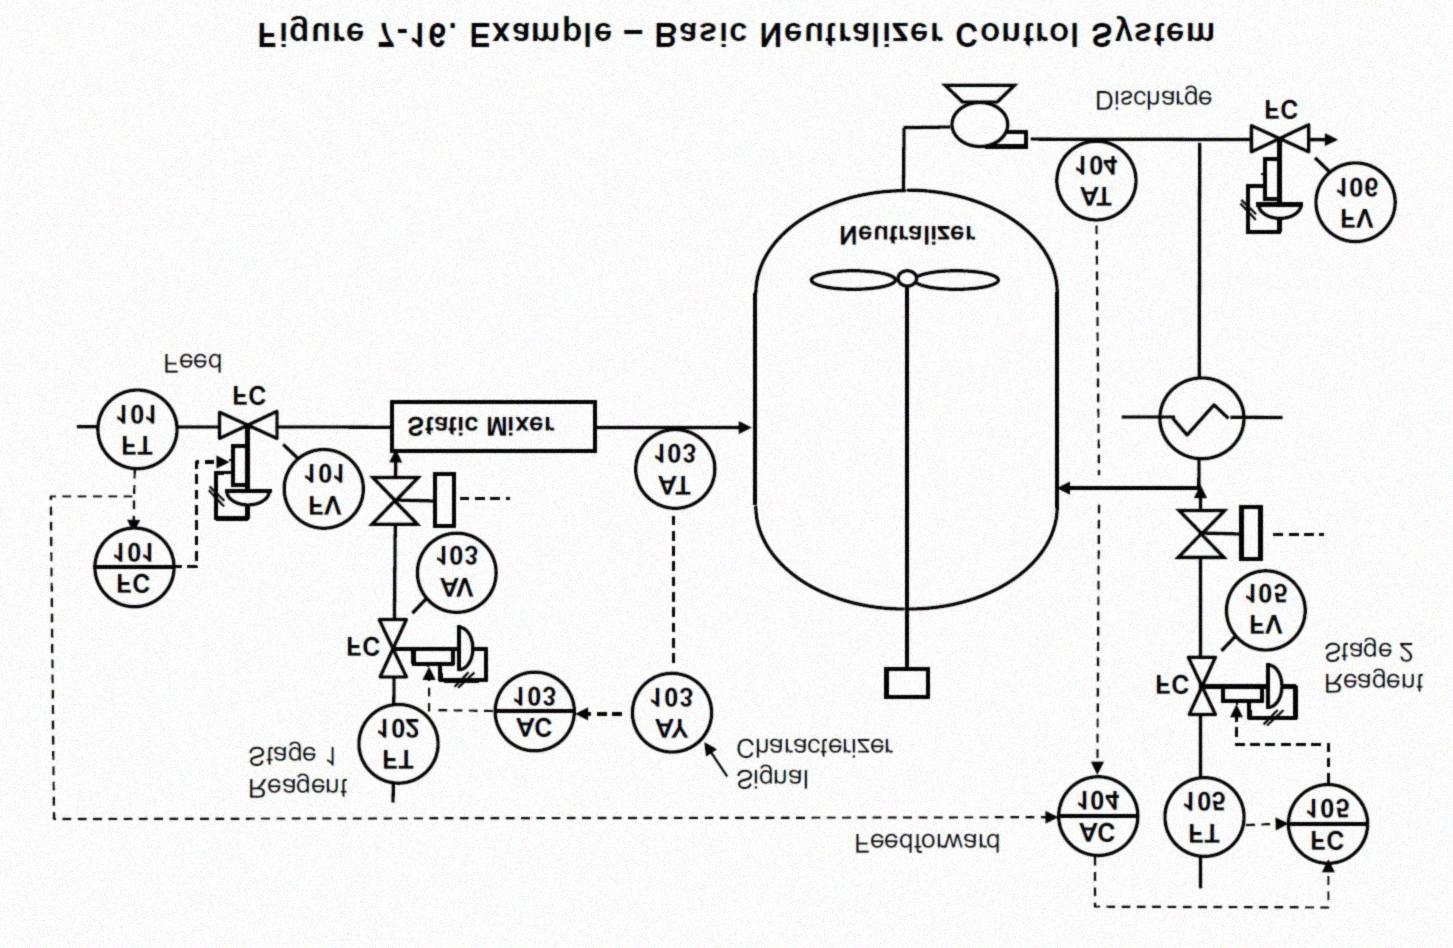 Feedforward
AC
104
FT
105
FC
105
Reagent
Stage 1
FT
102
AC
103
AY
103
Signal
Characterizer
FC
FC
Reagent
Stage 2
FV
105
FC
101
AV
103
FV
101
AT
103
FT
101
Static Mixer
FC
Feed
Neutralizer
AT
104
FV
106
FC
Discharge
Figure 7-16. Example – Basic Neutralizer Control System